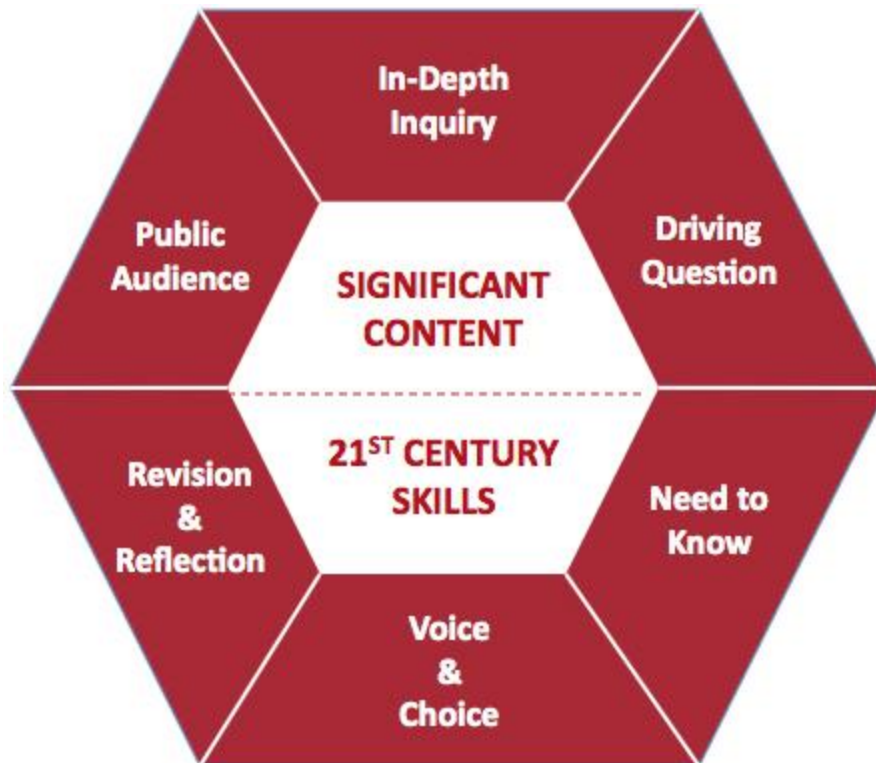 In-Depth
Inquiry
Driving
Question
Need to
Know
Voice
&
Choice
Revision
&
Reflection
Public
Audience
SIGNIFICANT
CONTENT
21ST CENTURY
SKILLS